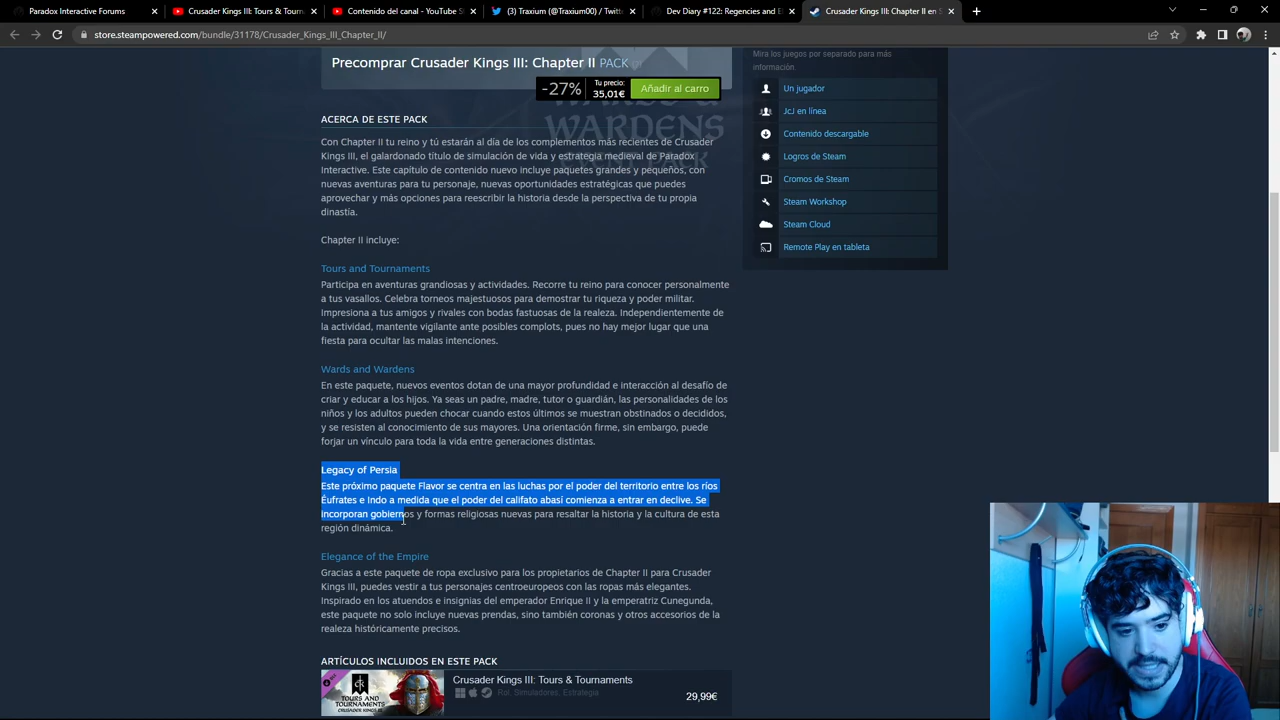 Paradox Interactive Forum
Crusader Kings III: Tours & Tourn
Canal contenido - YouTube S
(3) Traxium (@Traxium00) / Twitt
Dev Diary #122: Regencies and E
Crusader Kings III: Chapter II en S
store.steampowered.com/bundle/31178/Crusader_Kings_III_Chapter_II/
Precomprar Crusader Kings III: Chapter II PACK
-27%
Tu precio:
35,01€
Añadir al carro
WARDENS
EVENT PACK
ACERCA DE ESTE PACK
Con Chapter II tu reino y tú estarán al día de los complementos más recientes de Crusader
Kings III, el galardonado título de simulación de vida y estrategia medieval de Paradox
Interactive. Este capítulo de contenido nuevo incluye paquetes grandes y pequeños, con
nuevas aventuras para tu personaje, nuevas oportunidades estratégicas que puedes
aprovechar y más opciones para reescribir la historia desde la perspectiva de tu propia
dinastía.
Chapter II incluye:
Tours and Tournaments
Participa en aventuras grandiosas y actividades. Recorre tu reino para conocer personalmente
a tus vasallos. Celebra torneos majestuosos para demostrar tu riqueza y poder militar.
Impresiona a tus amigos y rivales con bodas fastuosas de la realeza. Independientemente de
la actividad, mantente vigilante ante posibles complots, pues no hay mejor lugar que una
fiesta para ocultar las malas intenciones.
Wards and Wardens
En este paquete, nuevos eventos dotan de una mayor profundidad e interacción al desafío de
criar y educar a los hijos. Ya seas un padre, madre, tutor o guardián, las personalidades de los
niños y los adultos pueden chocar cuando estos últimos se muestran obstinados o decididos,
y se resisten al conocimiento de sus mayores. Una orientación firme, sin embargo, puede
forjar un vínculo para toda la vida entre generaciones distintas.
Legacy of Persia
Este próximo paquete Flavor se centra en las luchas por el poder del territorio entre los ríos
Éufrates e Indo a medida que el poder del califato abasí comienza a entrar en declive. Se
incorporan gobiernos y formas religiosas nuevas para resaltar la historia y la cultura de esta
región dinámica.
Elegance of the Empire
Gracias a este paquete de ropa exclusivo para los propietarios de Chapter II para Crusader
Kings III, puedes vestir a tus personajes centroeuropeos con las ropas más elegantes.
Inspirado en los atuendos e insignias del emperador Enrique II y la emperatriz Cunegunda,
este paquete no solo incluye nuevas prendas, sino también coronas y otros accesorios de la
realeza históricamente precisos.
ARTÍCULOS INCLUIDOS EN ESTE PACK
TOURS AND
TOURNAMENTS
CRUSADER KINGS III
Crusader Kings III: Tours & Tournaments
Rol, Simuladores, Estrategia
29,99€
Mira los juegos por separado para más
información.
Un jugador
JcJ en línea
Contenido descargable
Logros de Steam
Cromos de Steam
Steam Workshop
Steam Cloud
Remote Play en tableta